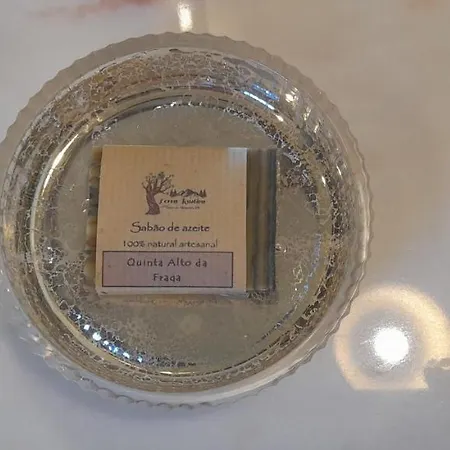 Sabão de azeite
100% natural artesanal
Quinta Alto da
Fraga